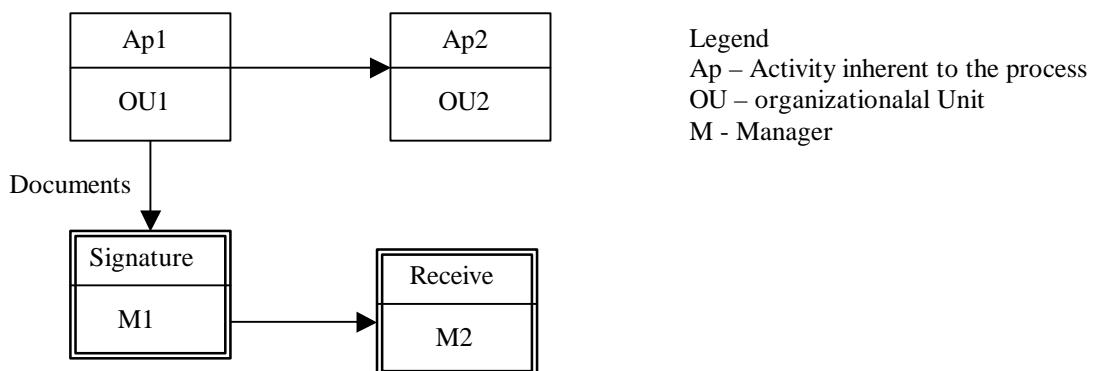 Ap1
OU1
Ap2
OU2
Legend
Ap – Activity inherent to the process
OU – organizationalal Unit
M - Manager
Documents
Signature
M1
Receive
M2